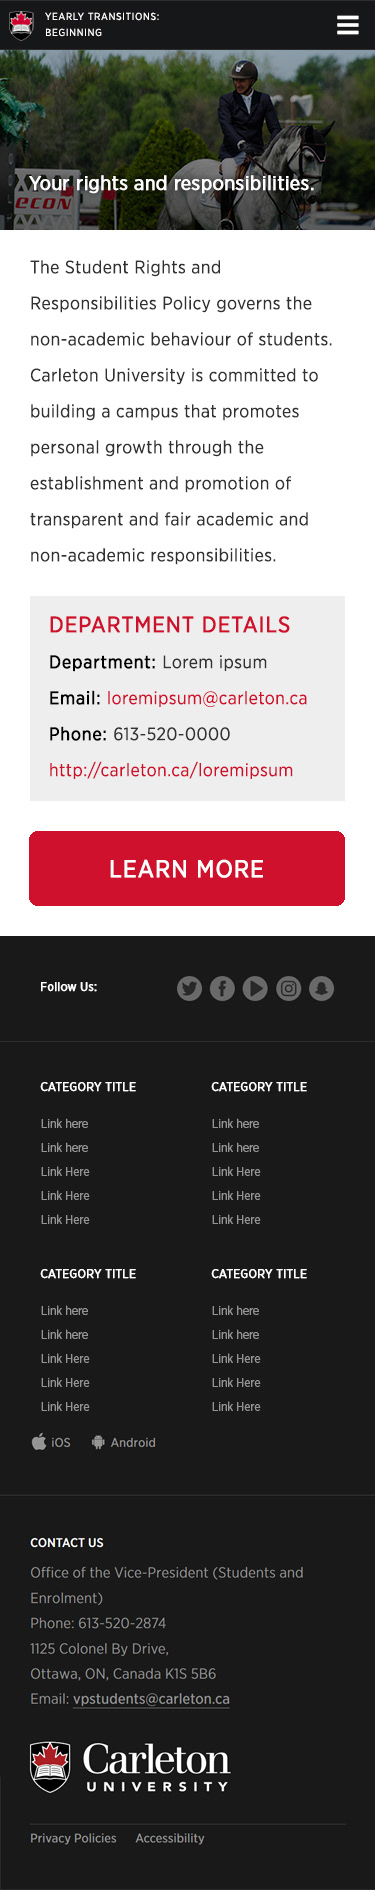 YEARLY TRANSITIONS:
BEGINNING
Your rights and responsibilities.
ECON
The Student Rights and
Responsibilities Policy governs the
non-academic behaviour of students.
Carleton University is committed to
building a campus that promotes
personal growth through the
establishment and promotion of
transparent and fair academic and
non-academic responsibilities.
DEPARTMENT DETAILS
Department: Lorem ipsum
Email: loremipsum@carleton.ca
Phone: 613-520-0000
http://carleton.ca/loremipsum
LEARN MORE
Follow Us:
CATEGORY TITLE
Link here
Link here
Link Here
Link Here
Link Here
CATEGORY TITLE
Link here
Link here
Link Here
Link Here
Link Here
CATEGORY TITLE
Link here
Link here
Link Here
Link Here
Link Here
CATEGORY TITLE
Link here
Link here
Link Here
Link Here
Link Here
iOS Android
CONTACT US
Office of the Vice-President (Students and
Enrolment)
Phone: 613-520-2874
1125 Colonel By Drive,
Ottawa, ON, Canada K1S 5B6
Email: vpstudents@carleton.ca
Carleton
UNIVERSITY
Privacy Policies Accessibility